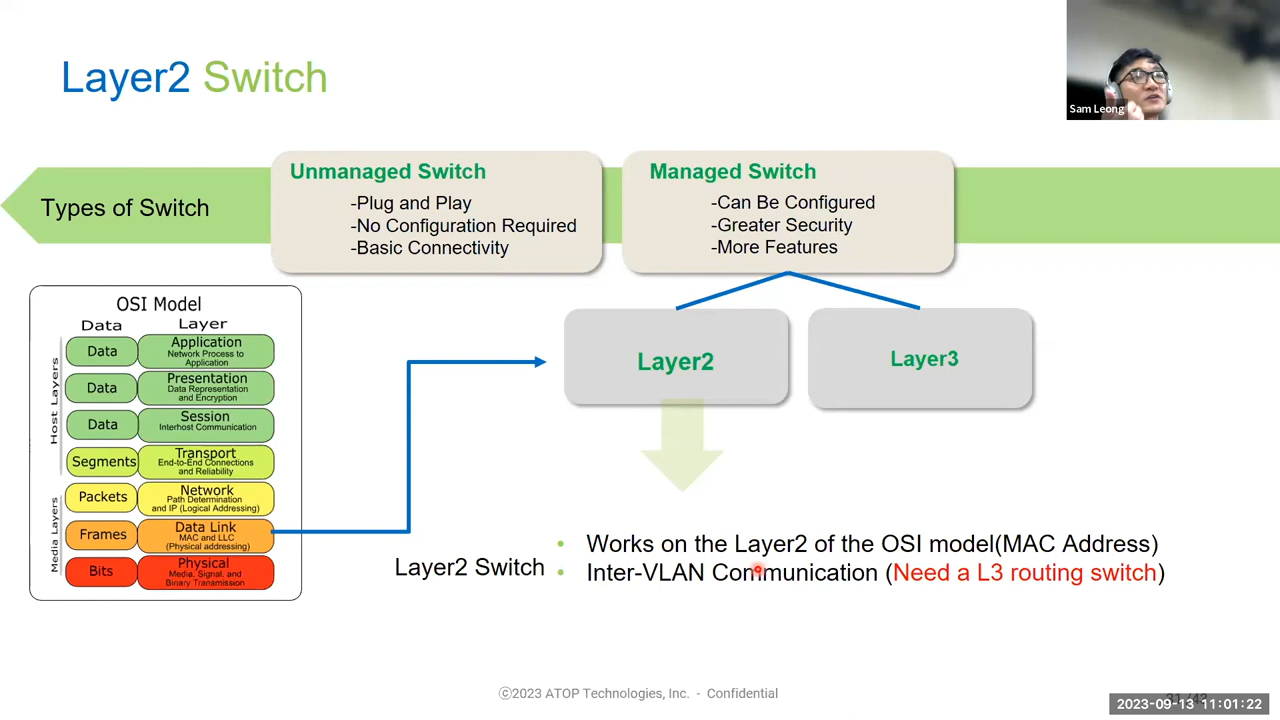 Layer2 Switch
Sam Leong
Types of Switch
Unmanaged Switch
-Plug and Play
-No Configuration Required
-Basic Connectivity
Managed Switch
-Can Be Configured
-Greater Security
-More Features
OSI Model
Data
Layer
Host Layers
Data
Application
Network Process to
Application
Data
Presentation
Data Representation
and Encryption
Data
Session
Interhost Communication
Segments
Transport
End-to-End Connections
and Reliability
Media Layers
Packets
Network
Path Determination
and IP (Logical Addressing)
Frames
Data Link
MAC and LLC
(Physical addressing)
Bits
Physical
Media, Signal, and
Binary Transmission
Layer2
Layer3
Layer2 Switch
• Works on the Layer2 of the OSI model(MAC Address)
• Inter-VLAN Communication (Need a L3 routing switch)
ⓒ2023 ATOP Technologies, Inc. - Confidential
2023-09-13 11:01:22